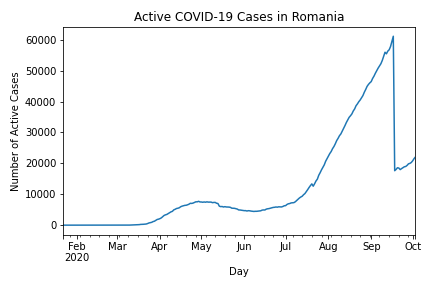 Active COVID-19 Cases in Romania
Number of Active Cases
60000
50000
40000
30000
20000
10000
0
Feb Mar Apr May Jun Jul Aug Sep Oct
2020
Day